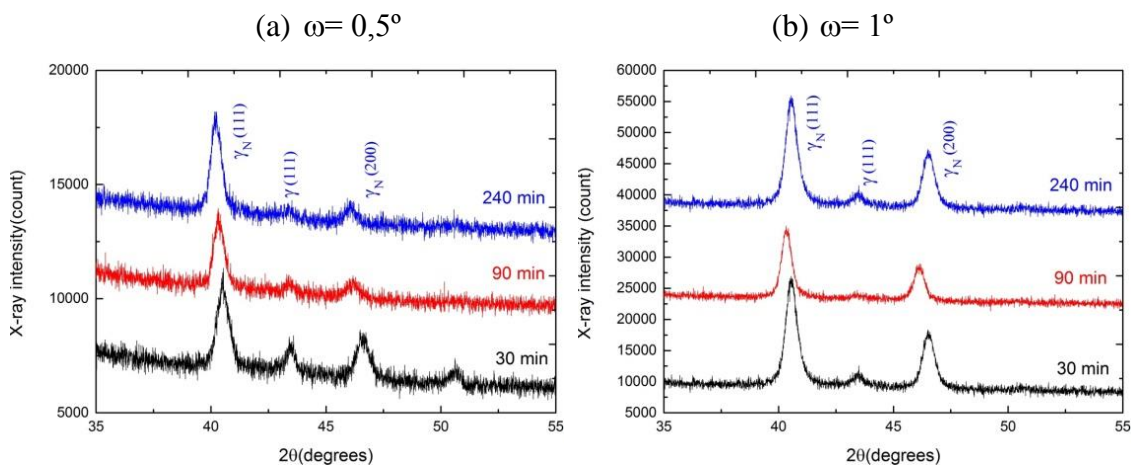 (a) ω= 0,5º
20000
15000
10000
5000
X-ray intensity(count)
γN (111)
γ (111)
γN (200)
240 min
90 min
30 min
35 40 45 50 55
2θ(degrees)
(b) ω= 1º
60000
55000
50000
45000
40000
35000
30000
25000
20000
15000
10000
5000
X-ray intensity (count)
γN (111)
γ (111)
γN (200)
240 min
90 min
30 min
35 40 45 50 55
2θ(degrees)